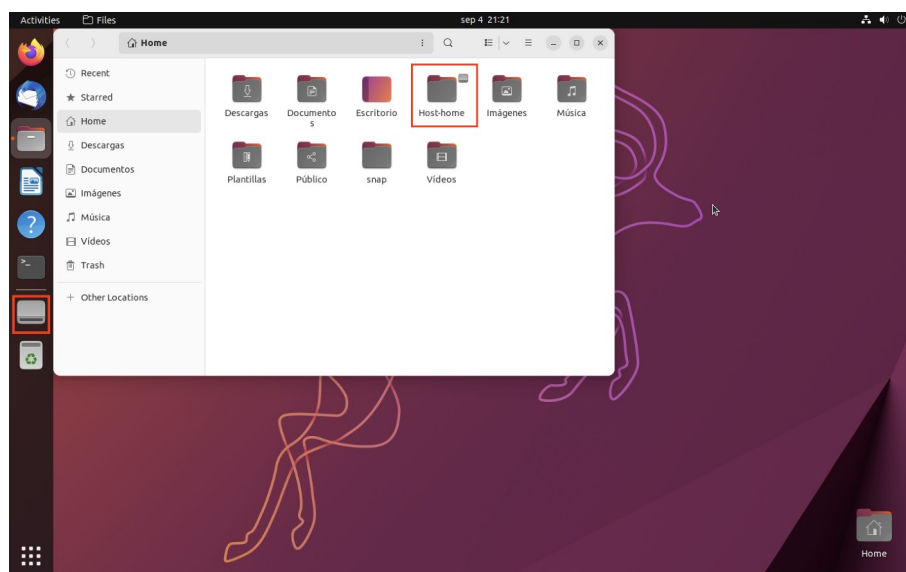 Activities Files sep 4 21:21
Home
Recent
Starred
Home
Descargas
Documentos
Imágenes
Música
Vídeos
Trash
+ Other Locations
Descargas Documento Escritorio Host-home Imágenes Música
s
Plantillas Público snap Vídeos
Home